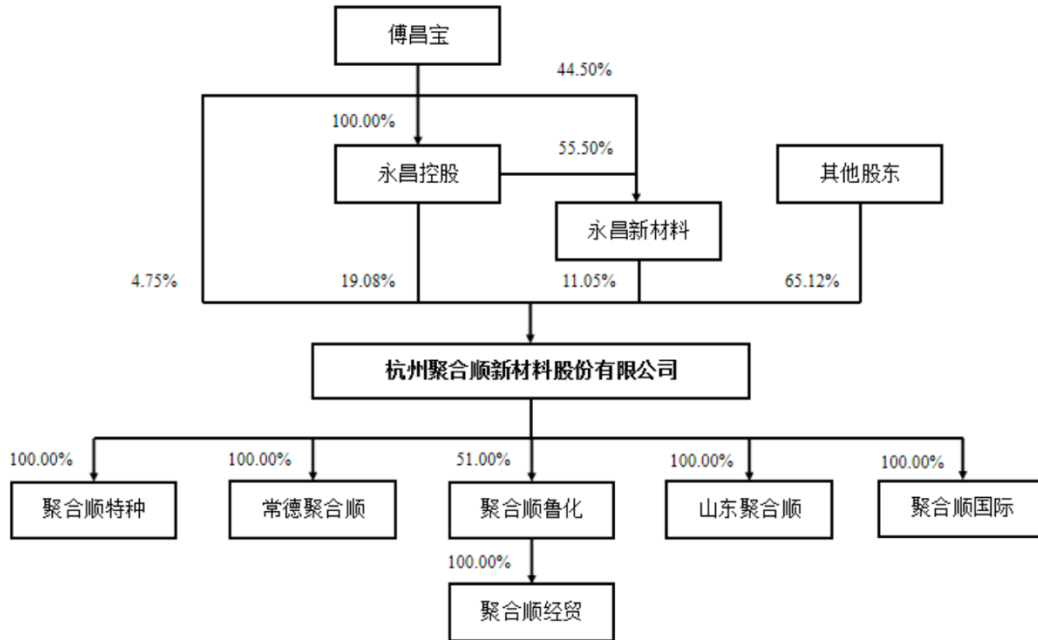 傅昌宝
44.50%
100.00%
永昌控股
55.50%
其他股东
永昌新材料
4.75%
19.08%
11.05%
65.12%
杭州聚合顺新材料股份有限公司
100.00%
100.00%
51.00%
100.00%
100.00%
聚合顺特种
常德聚合顺
聚合顺鲁化
山东聚合顺
聚合顺国际
100.00%
聚合顺经贸